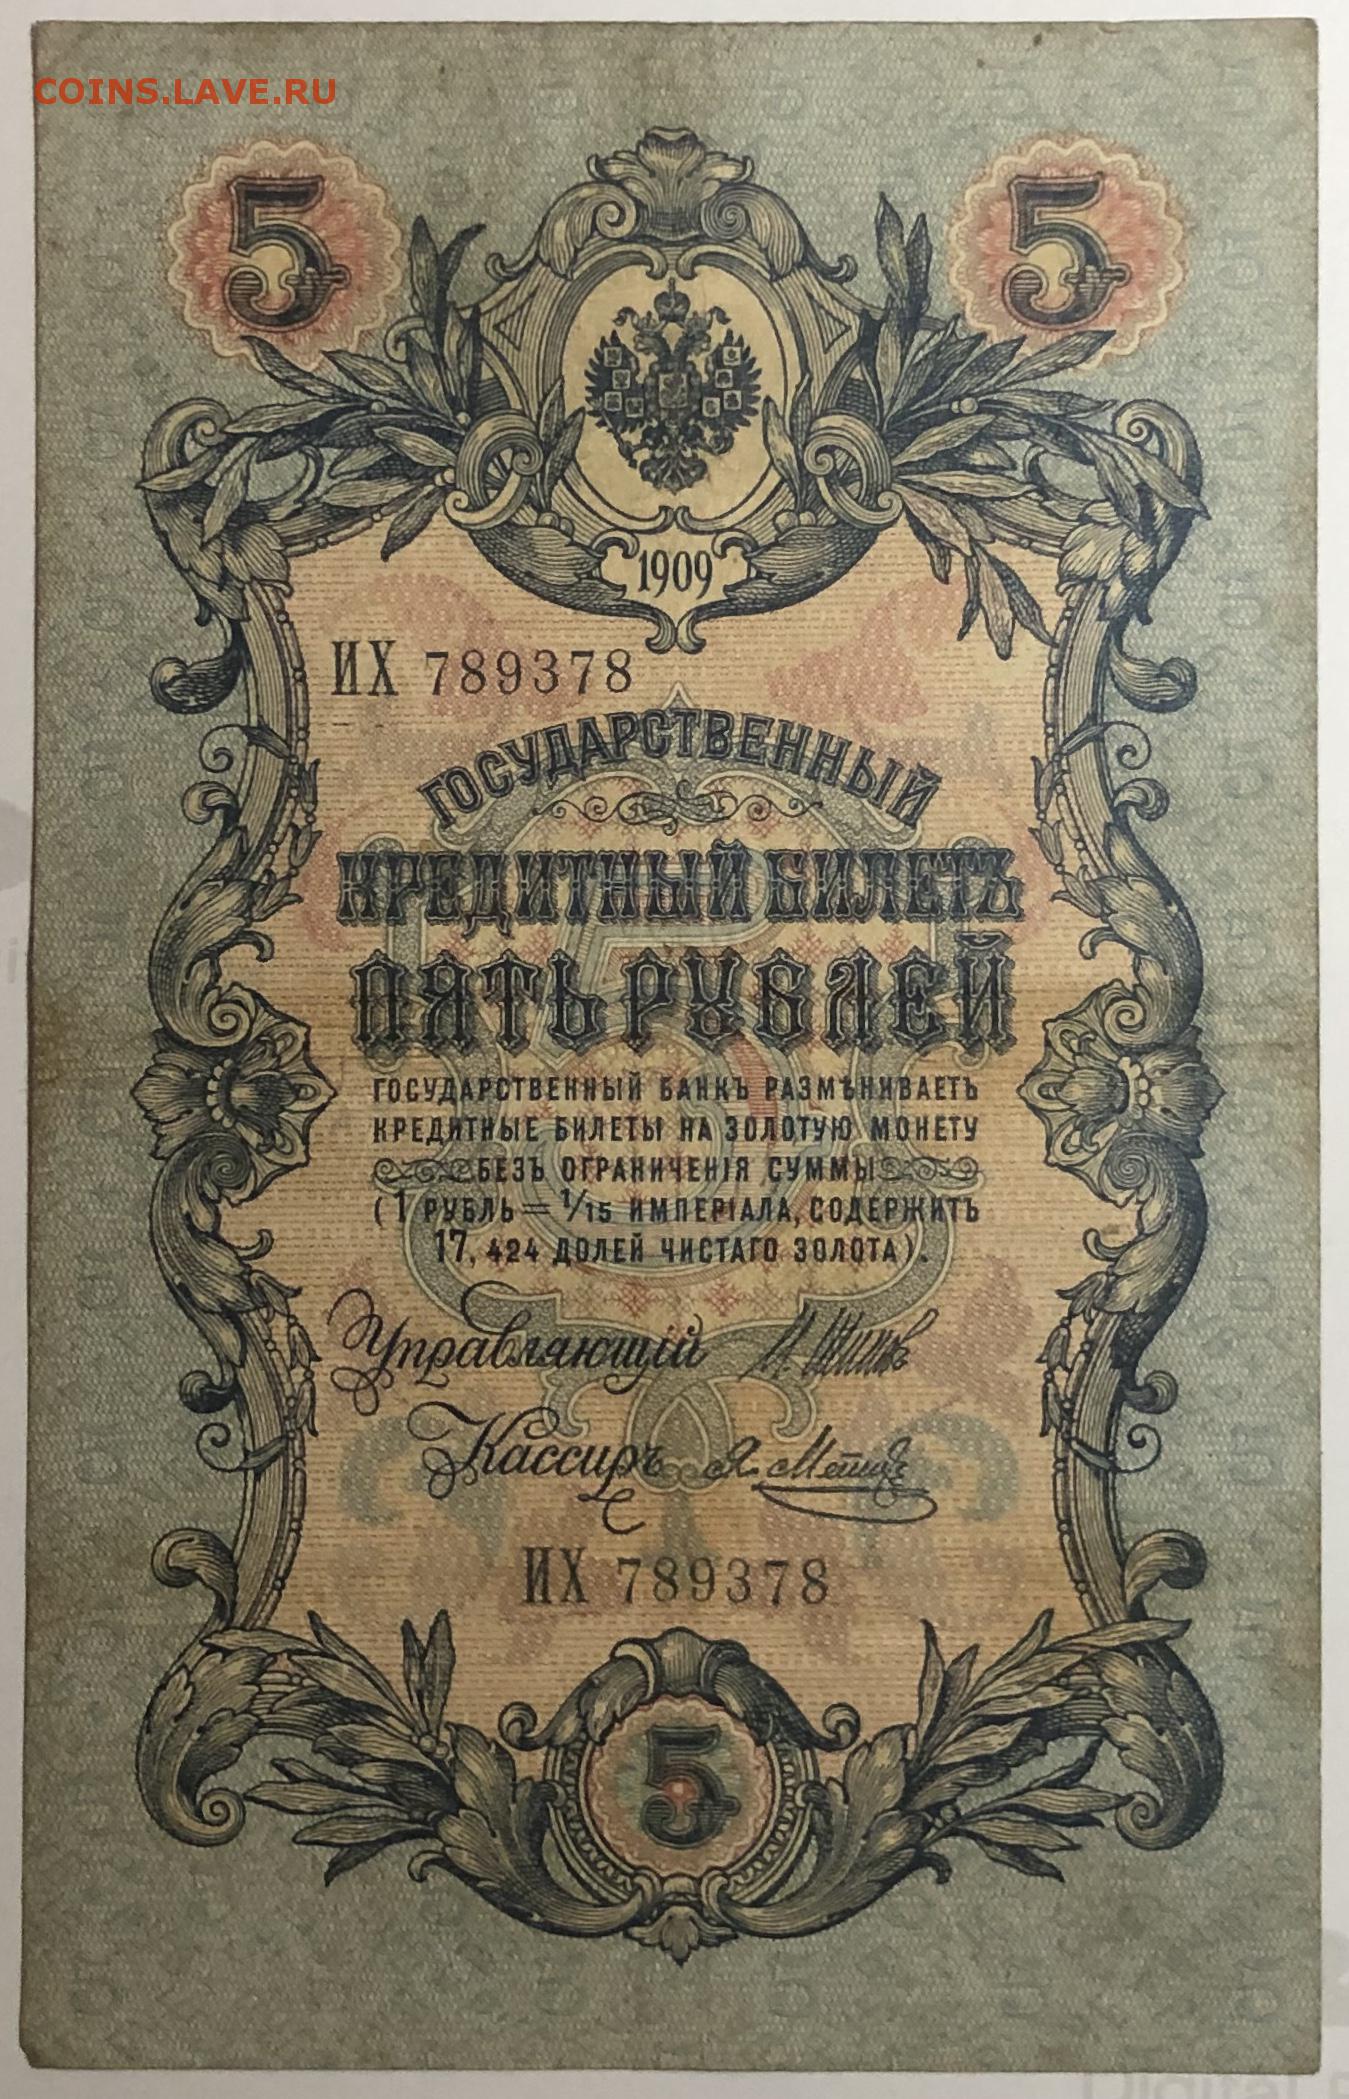 COINS.LAVE.RU
5 5
1909
ИХ 789378
ГОСУДАРСТВЕННЫЙ
КРЕДИТНЫЙ БИЛЕТЪ
ПЯТЬ РУБЛЕЙ
ГОСУДАРСТВЕННЫЙ БАНКЪ РАЗМѢНИВАЕТЪ
КРЕДИТНЫЕ БИЛЕТЫ НА ЗОЛОТУЮ МОНЕТУ
БЕЗЪ ОГРАНИЧЕНІЯ СУММЫ
(1 РУБЛЬ = 1/15 ИМПЕРІАЛА, СОДЕРЖИТЪ
17, 424 ДОЛЕЙ ЧИСТАГО ЗОЛОТА).
Управляющій И. Шиповъ
Кассиръ Я. Метцъ
ИХ 789378
5